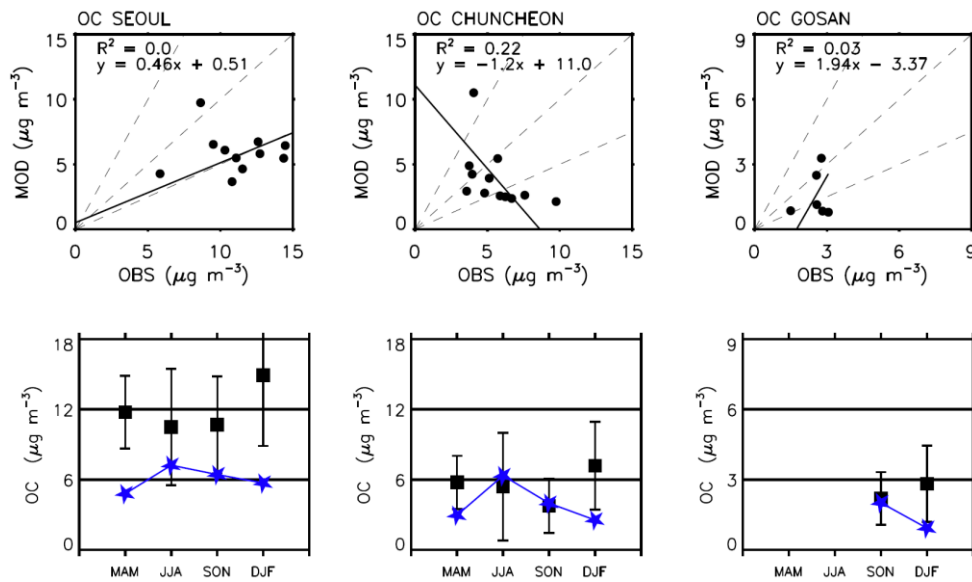 OC SEOUL
R² = 0.0
y = 0.46x + 0.51
MOD (μg m⁻³)
15
10
5
0
0 5 10 15
OBS (μg m⁻³)
OC CHUNCHEON
R² = 0.22
y = −1.2x + 11.0
MOD (μg m⁻³)
15
10
5
0
0 5 10 15
OBS (μg m⁻³)
OC GOSAN
R² = 0.03
y = 1.94x − 3.37
MOD (μg m⁻³)
9
6
3
0
0 3 6 9
OBS (μg m⁻³)
OC (μg m⁻³)
18
12
6
0
MAM JJA SON DJF
OC (μg m⁻³)
18
12
6
0
MAM JJA SON DJF
OC (μg m⁻³)
9
6
3
0
MAM JJA SON DJF